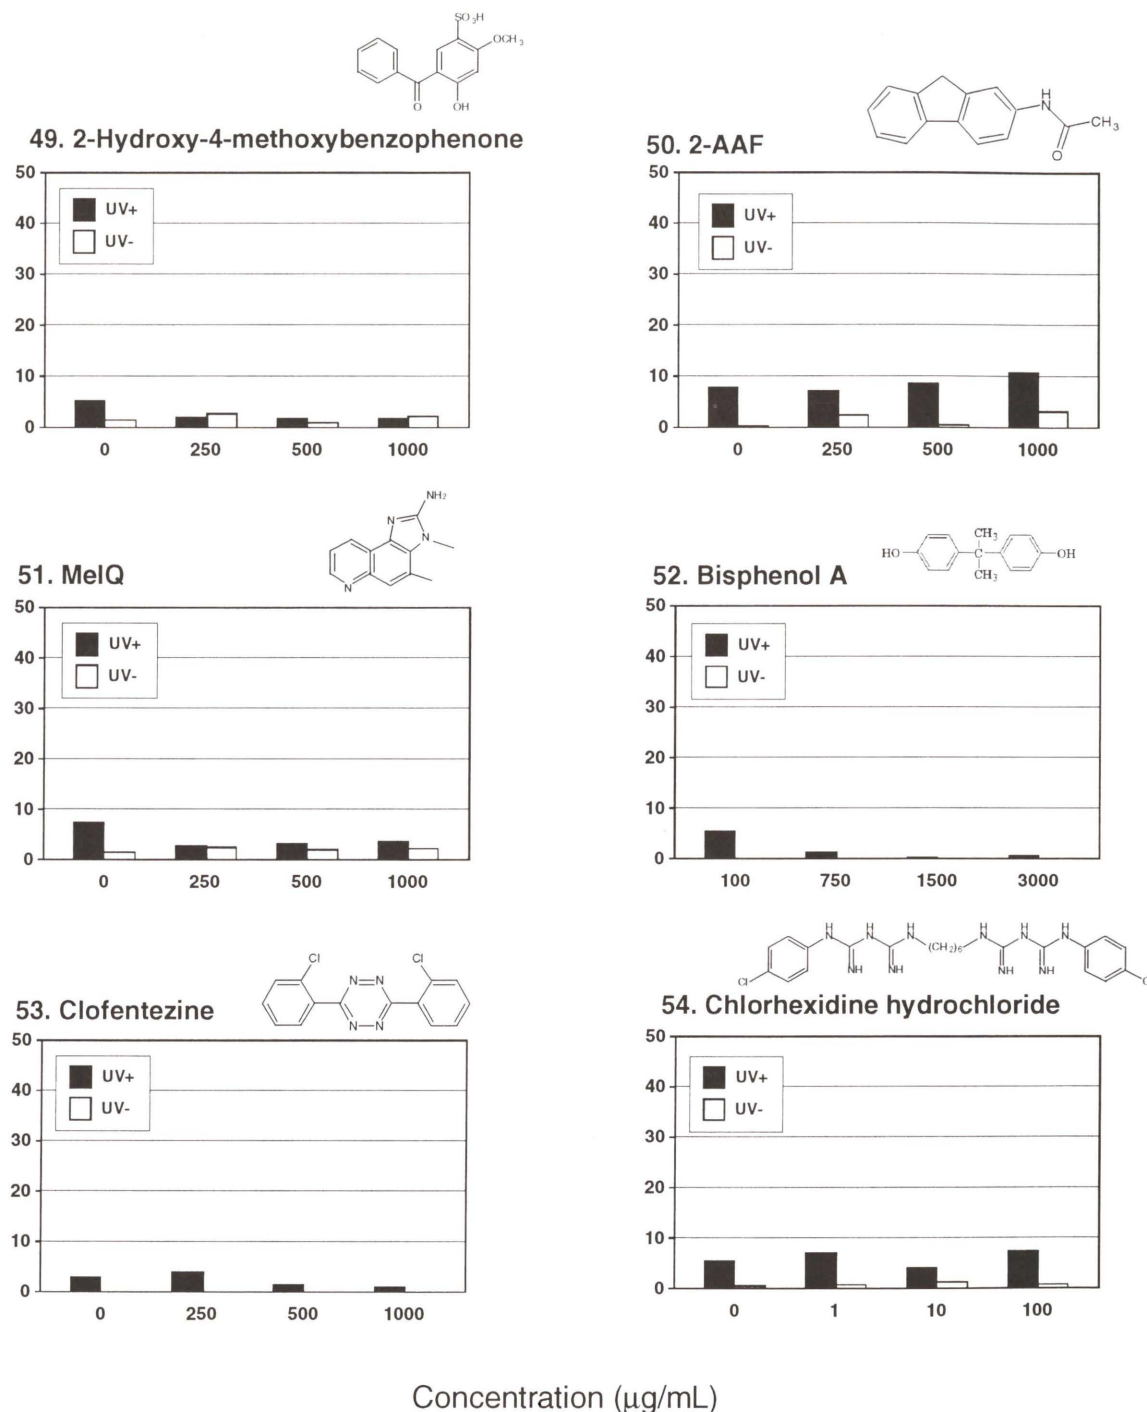 SO₃H
OCH₃
O
OH
49. 2-Hydroxy-4-methoxybenzophenone
50
40
30
20
10
0
UV+
UV-
0 250 500 1000
H
N
CH₃
O
50. 2-AAF
50
40
30
20
10
0
UV+
UV-
0 250 500 1000
NH₂
N
N
N
51. MeIQ
50
40
30
20
10
0
UV+
UV-
0 250 500 1000
CH₃
HO OH
CH₃
52. Bisphenol A
50
40
30
20
10
0
UV+
UV-
100 750 1500 3000
Cl Cl
N N
N N
53. Clofentezine
50
40
30
20
10
0
UV+
UV-
0 250 500 1000
H H H H H H
N N N N N N
(CH₂)₆
NH NH NH NH
Cl
54. Chlorhexidine hydrochloride
50
40
30
20
10
0
UV+
UV-
0 1 10 100
Concentration (μg/mL)